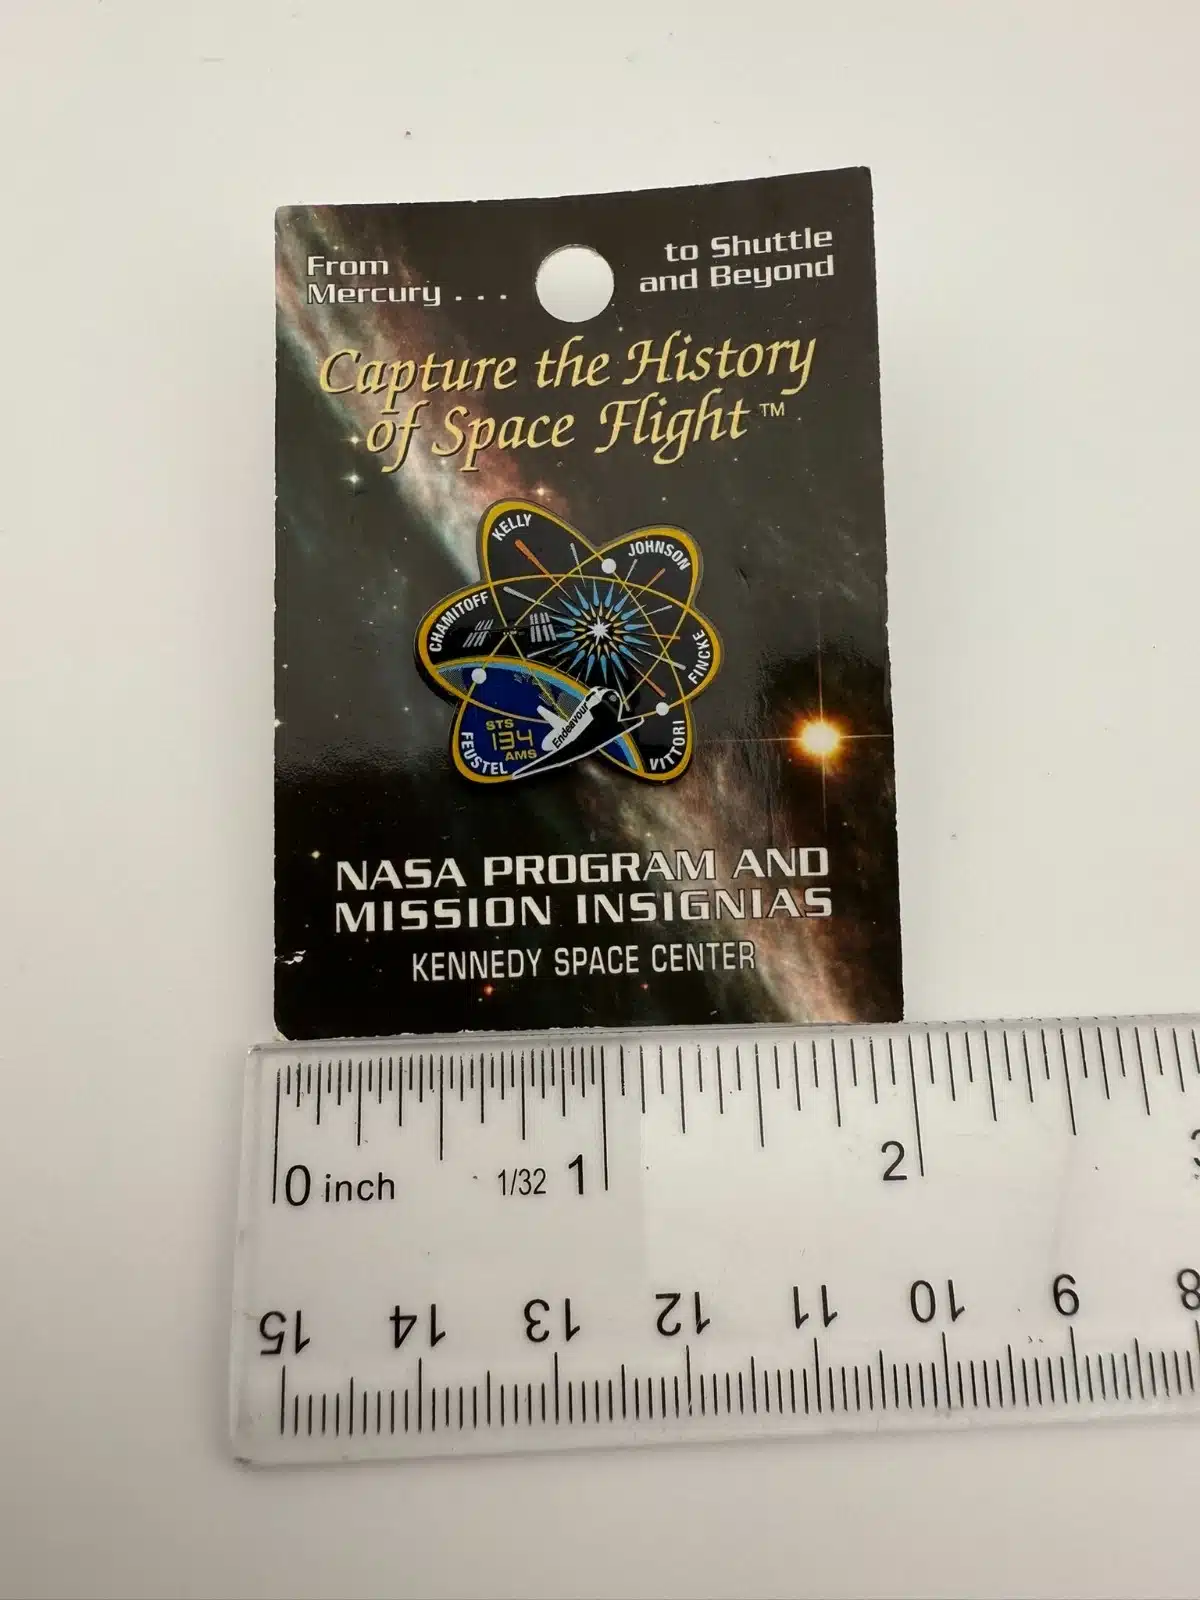 From
Mercury . . .
to Shuttle
and Beyond
Capture the History
of Space Flight™
KELLY
JOHNSON
CHAMITOFF
FINCKE
STS
134
AMS
Endeavour
FEUSTEL
VITTORI
NASA PROGRAM AND
MISSION INSIGNIAS
KENNEDY SPACE CENTER
0 inch 1/32 1 2
15 14 13 12 11 10 9 8